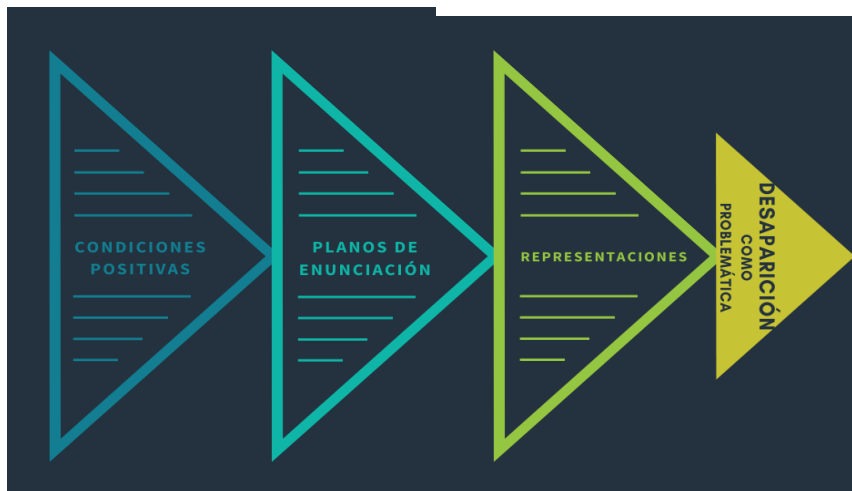 CONDICIONES
POSITIVAS
PLANOS DE
ENUNCIACIÓN
REPRESENTACIONES
DESAPARICIÓN
COMO
PROBLEMÁTICA